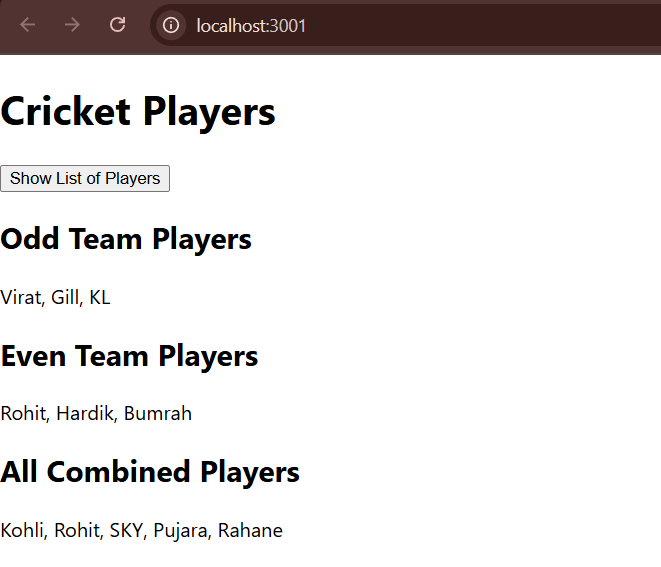 localhost:3001
Cricket Players
Show List of Players
Odd Team Players
Virat, Gill, KL
Even Team Players
Rohit, Hardik, Bumrah
All Combined Players
Kohli, Rohit, SKY, Pujara, Rahane